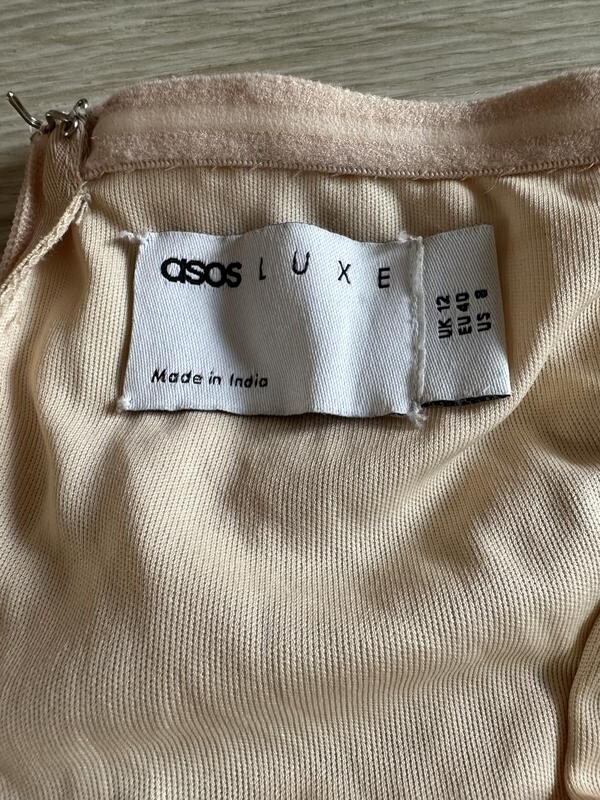 asos LUXE
Made in India
UK 12
EU 40
US 8